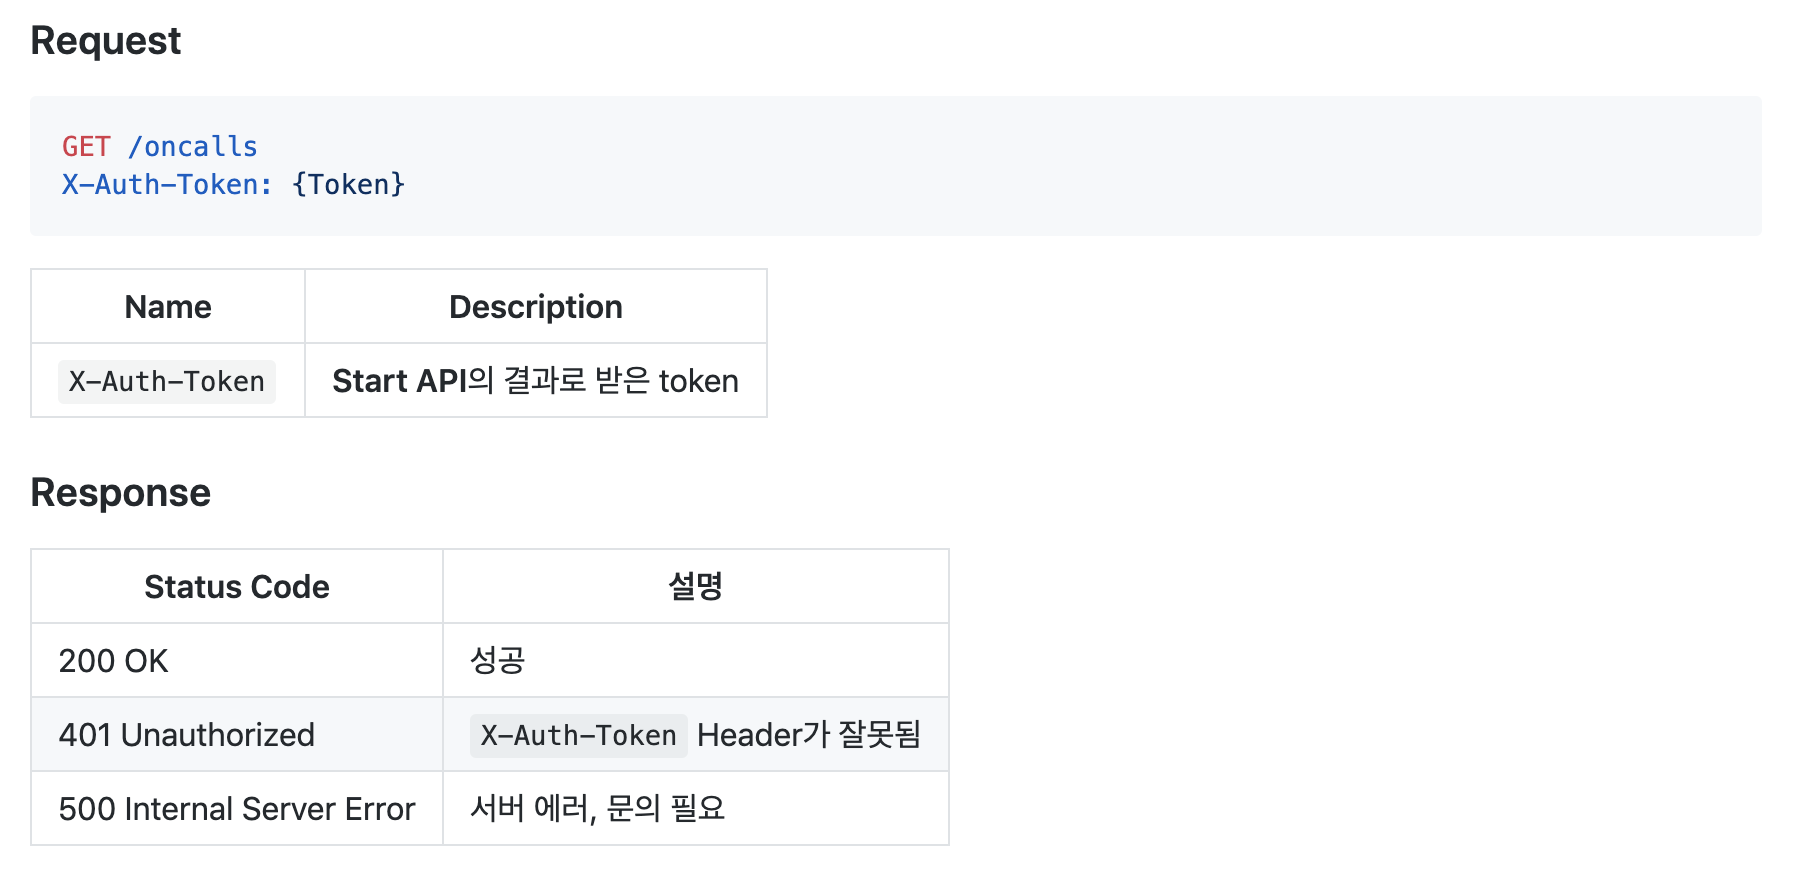 Request
GET /oncalls
X-Auth-Token: {Token}
Name Description
X-Auth-Token Start API의 결과로 받은 token
Response
Status Code 설명
200 OK 성공
401 Unauthorized X-Auth-Token Header가 잘못됨
500 Internal Server Error 서버 에러, 문의 필요